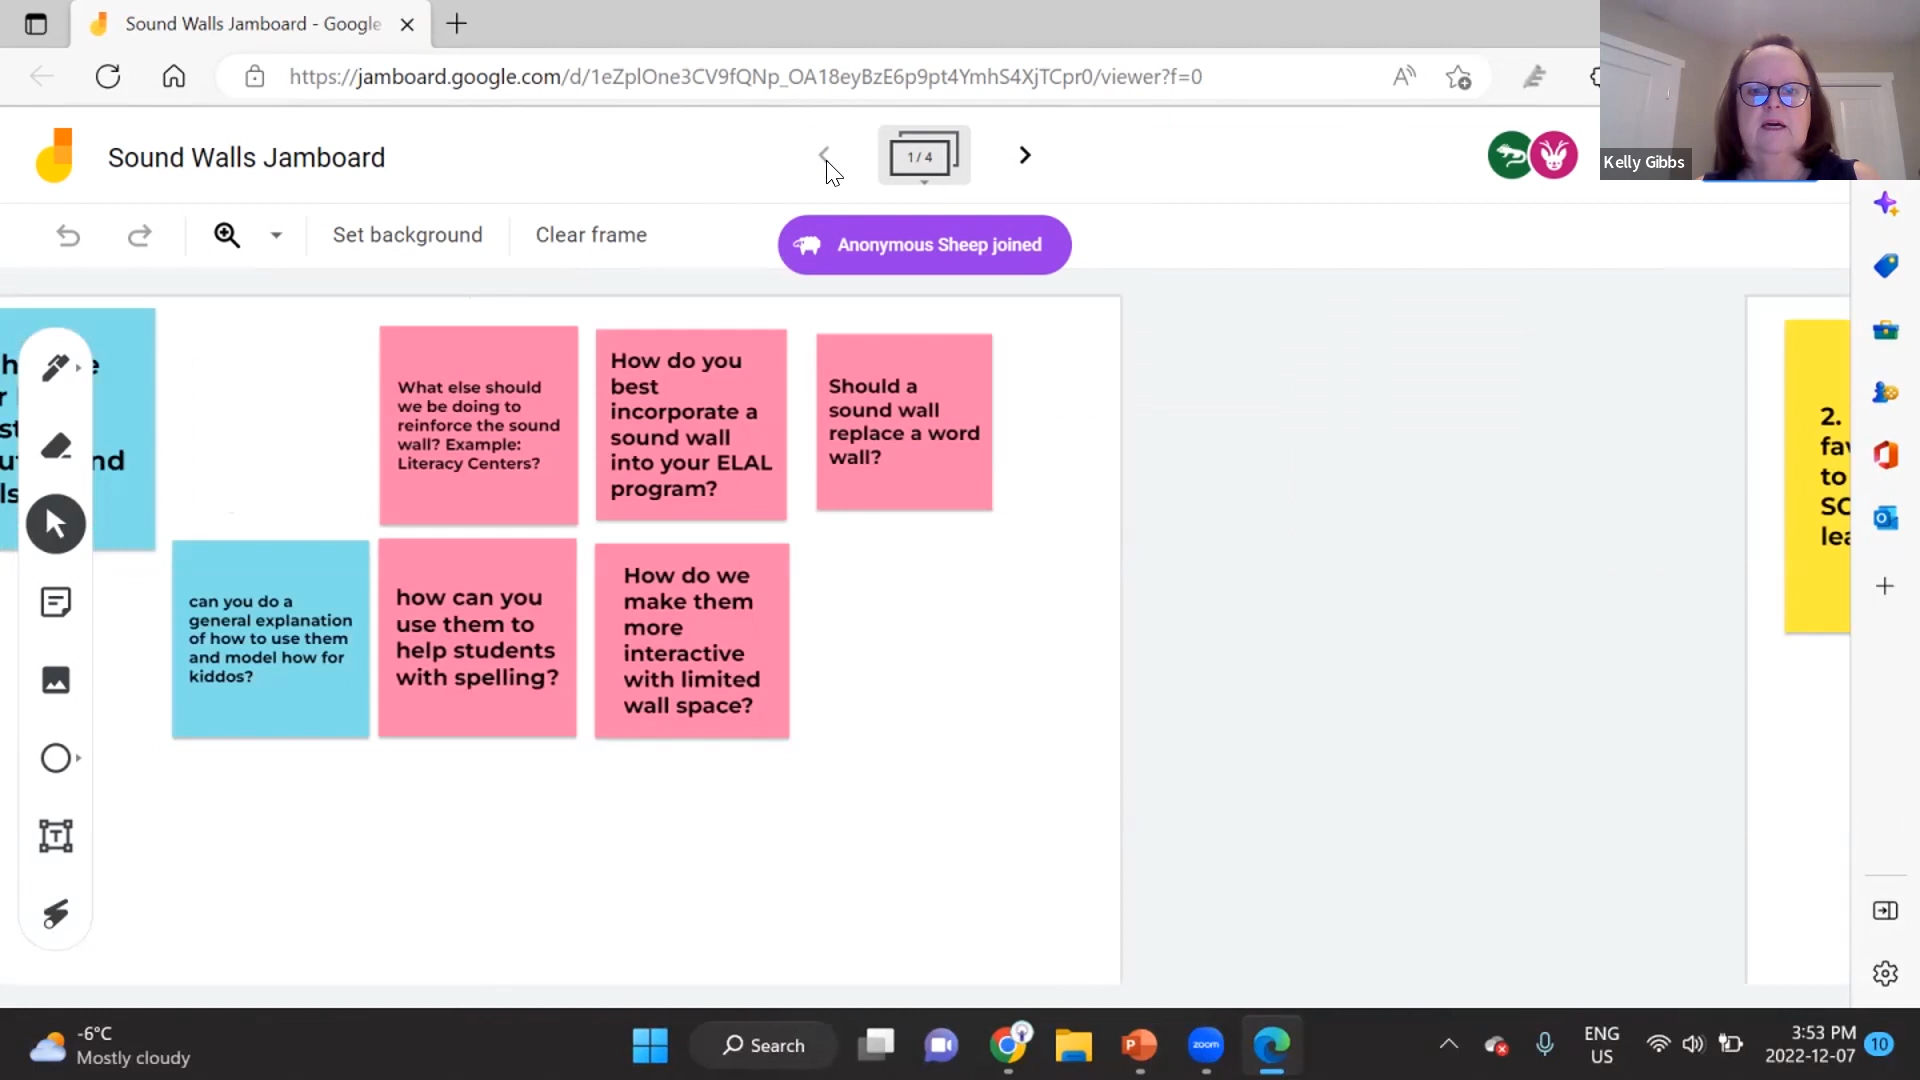 Sound Walls Jamboard - Google
https://jamboard.google.com/d/1eZplOne3CV9fQNp_OA18eyBzE6p9pt4YmhS4XjTCpr0/viewer?f=0
Kelly Gibbs
Sound Walls Jamboard
1 / 4
Set background
Clear frame
Anonymous Sheep joined
What else should
we be doing to
reinforce the sound
wall? Example:
Literacy Centers?
How do you
best
incorporate a
sound wall
into your ELAL
program?
Should a
sound wall
replace a word
wall?
can you do a
general explanation
of how to use them
and model how for
kiddos?
how can you
use them to
help students
with spelling?
How do we
make them
more
interactive
with limited
wall space?
2.
to
-6°C
Mostly cloudy
Search
zoom
ENG
US
3:53 PM
2022-12-07
10